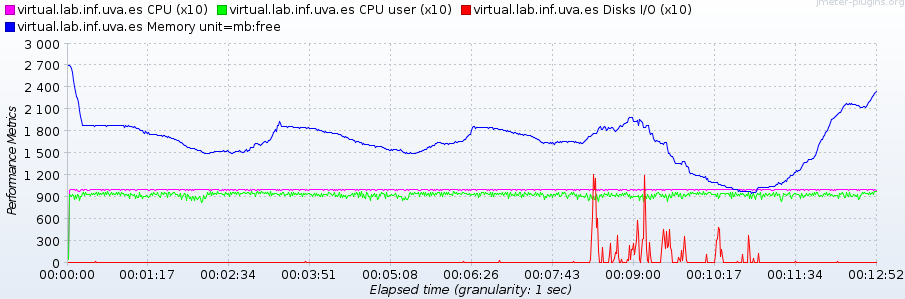 virtual.lab.inf.uva.es CPU (x10) virtual.lab.inf.uva.es CPU user (x10) virtual.lab.inf.uva.es Disks I/O (x10)
jmeter-plugins.org
virtual.lab.inf.uva.es Memory unit=mb:free
3 000
2 700
2 400
2 100
1 800
1 500
1 200
900
600
300
0
Performance Metrics
00:00:00 00:01:17 00:02:34 00:03:51 00:05:08 00:06:26 00:07:43 00:09:00 00:10:17 00:11:34 00:12:52
Elapsed time (granularity: 1 sec)